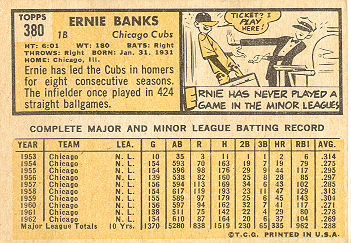 TOPPS
380
ERNIE BANKS
1B Chicago Cubs
HT: 6:01 WT: 180 BATS: Right
THROWS: Right BORN: Jan. 31, 1931
HOME: Chicago, Ill.
Ernie has led the Cubs in homers
for eight consecutive seasons.
The infielder once played in 424
straight ballgames.
TICKET? I
PLAY
HERE!
ERNIE HAS NEVER PLAYED A
GAME IN THE MINOR LEAGUES
COMPLETE MAJOR AND MINOR LEAGUE BATTING RECORD
YEAR TEAM LEA. G AB R H 2B 3B HR RBI AVG.
1953 Chicago N. L. 10 35 3 11 1 1 2 6 .314
1954 Chicago N. L. 154 593 70 163 19 7 19 79 .275
1955 Chicago N. L. 154 596 98 176 29 9 44 117 .295
1956 Chicago N. L. 139 538 82 160 25 8 28 85 .297
1957 Chicago N. L. 156 594 113 169 34 6 43 102 .285
1958 Chicago N. L. 154 617 119 193 23 11 47 129 .313
1959 Chicago N. L. 155 589 97 179 25 6 45 143 .304
1960 Chicago N. L. 156 597 94 162 32 7 41 117 .271
1961 Chicago N. L. 138 511 75 142 22 4 29 80 .278
1962 Chicago N. L. 154 610 87 164 20 6 37 104 .269
Major League Totals 10 Yrs. 1370 5280 838 1519 230 65 335 962 .288
©T.C.G. PRINTED IN U.S.A.